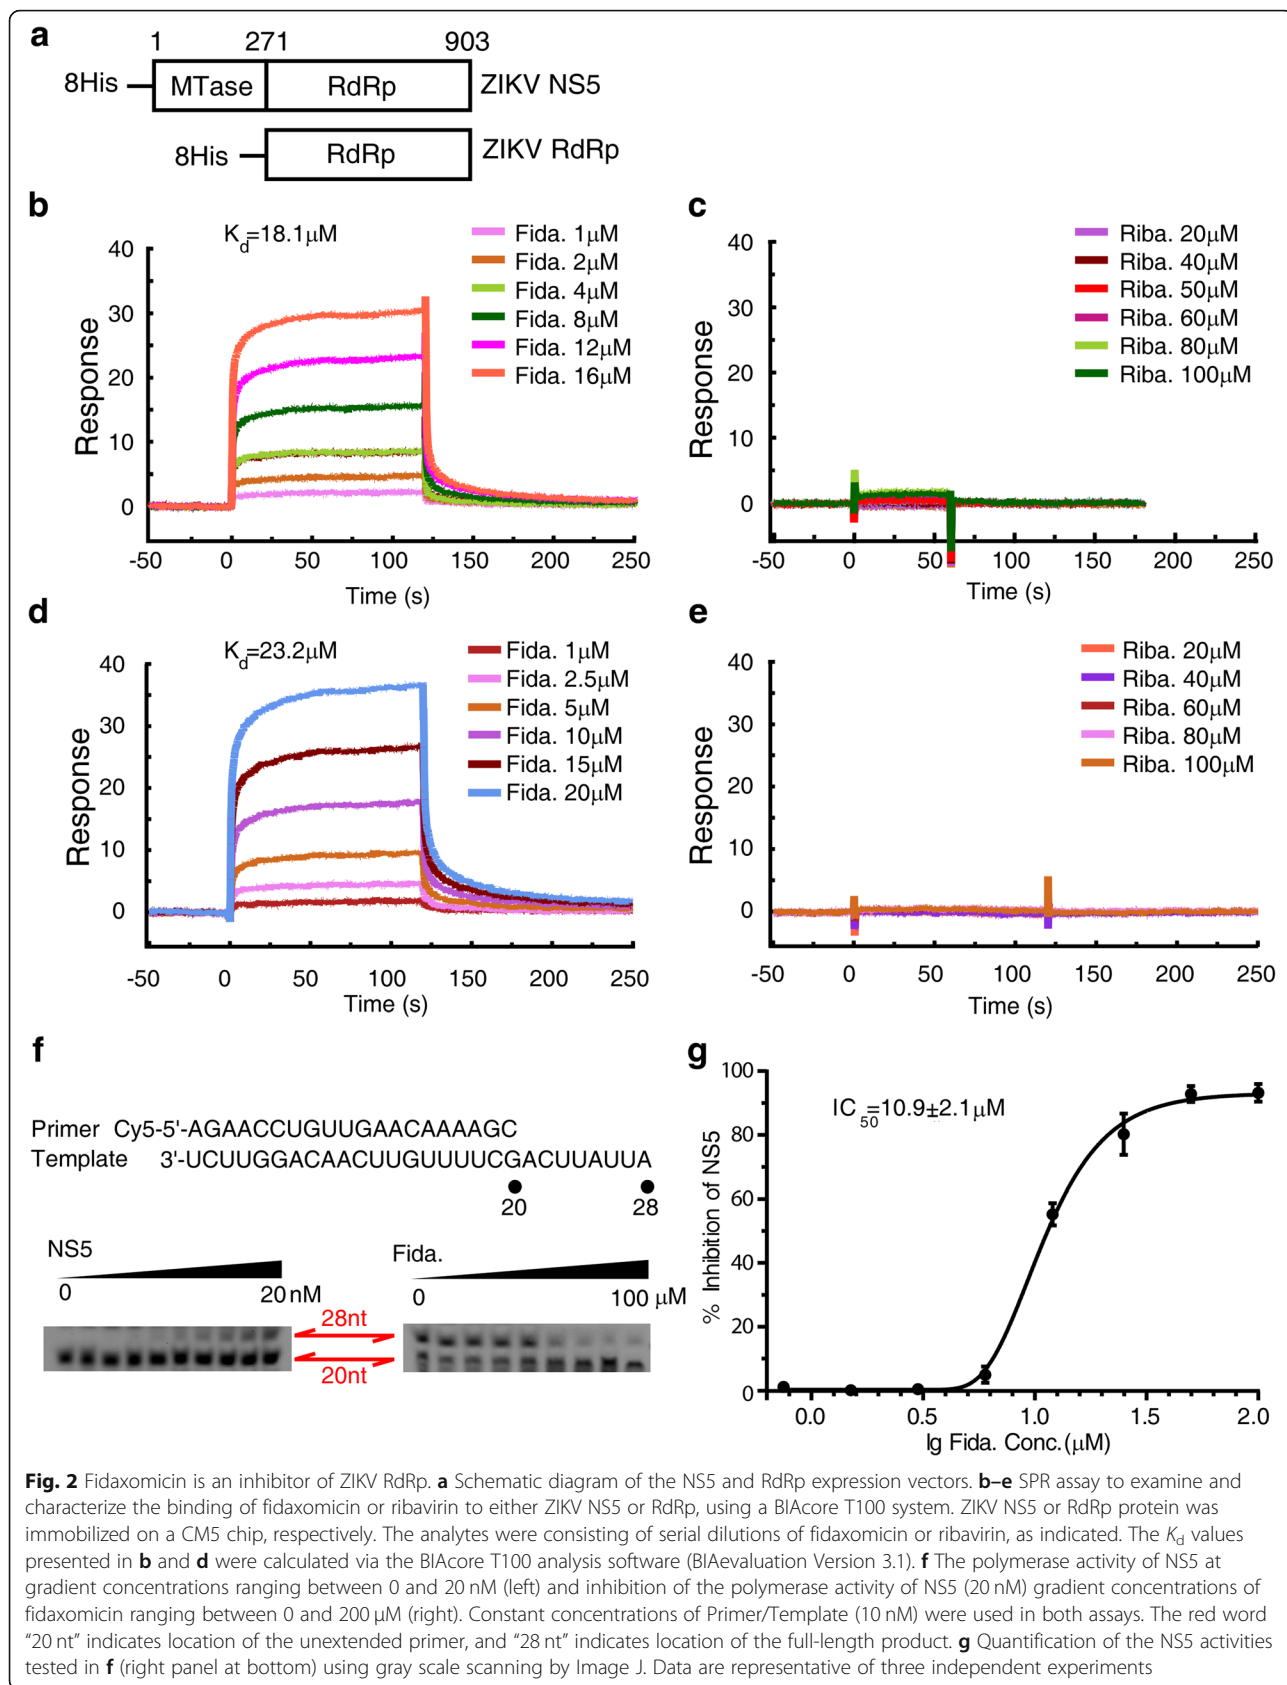 a
1 271 903
8His MTase RdRp ZIKV NS5
8His RdRp ZIKV RdRp
b
Kd=18.1μM
Response
40
30
20
10
0
-50 0 50 100 150 200 250
Time (s)
Fida. 1μM
Fida. 2μM
Fida. 4μM
Fida. 8μM
Fida. 12μM
Fida. 16μM
c
Response
40
30
20
10
0
-50 0 50 100 150 200 250
Time (s)
Riba. 20μM
Riba. 40μM
Riba. 50μM
Riba. 60μM
Riba. 80μM
Riba. 100μM
d
Kd=23.2μM
Response
40
30
20
10
0
-50 0 50 100 150 200 250
Time (s)
Fida. 1μM
Fida. 2.5μM
Fida. 5μM
Fida. 10μM
Fida. 15μM
Fida. 20μM
e
Response
40
30
20
10
0
-50 0 50 100 150 200 250
Time (s)
Riba. 20μM
Riba. 40μM
Riba. 60μM
Riba. 80μM
Riba. 100μM
f
Primer Cy5-5'-AGAACCUGUUGAACAAAAGC
Template 3'-UCUUGGACAACUUGUUUUCGACUUAUUA
20 28
NS5
0 20 nM
Fida.
0 100 μM
28nt
20nt
g
IC50=10.9±2.1μM
% Inhibition of NS5
100
80
60
40
20
0
0.0 0.5 1.0 1.5 2.0
lg Fida. Conc.(μM)
Fig. 2 Fidaxomicin is an inhibitor of ZIKV RdRp. a Schematic diagram of the NS5 and RdRp expression vectors. b–e SPR assay to examine and
characterize the binding of fidaxomicin or ribavirin to either ZIKV NS5 or RdRp, using a BIAcore T100 system. ZIKV NS5 or RdRp protein was
immobilized on a CM5 chip, respectively. The analytes were consisting of serial dilutions of fidaxomicin or ribavirin, as indicated. The Kd values
presented in b and d were calculated via the BIAcore T100 analysis software (BIAevaluation Version 3.1). f The polymerase activity of NS5 at
gradient concentrations ranging between 0 and 20 nM (left) and inhibition of the polymerase activity of NS5 (20 nM) gradient concentrations of
fidaxomicin ranging between 0 and 200 μM (right). Constant concentrations of Primer/Template (10 nM) were used in both assays. The red word
“20 nt” indicates location of the unextended primer, and “28 nt” indicates location of the full-length product. g Quantification of the NS5 activities
tested in f (right panel at bottom) using gray scale scanning by Image J. Data are representative of three independent experiments